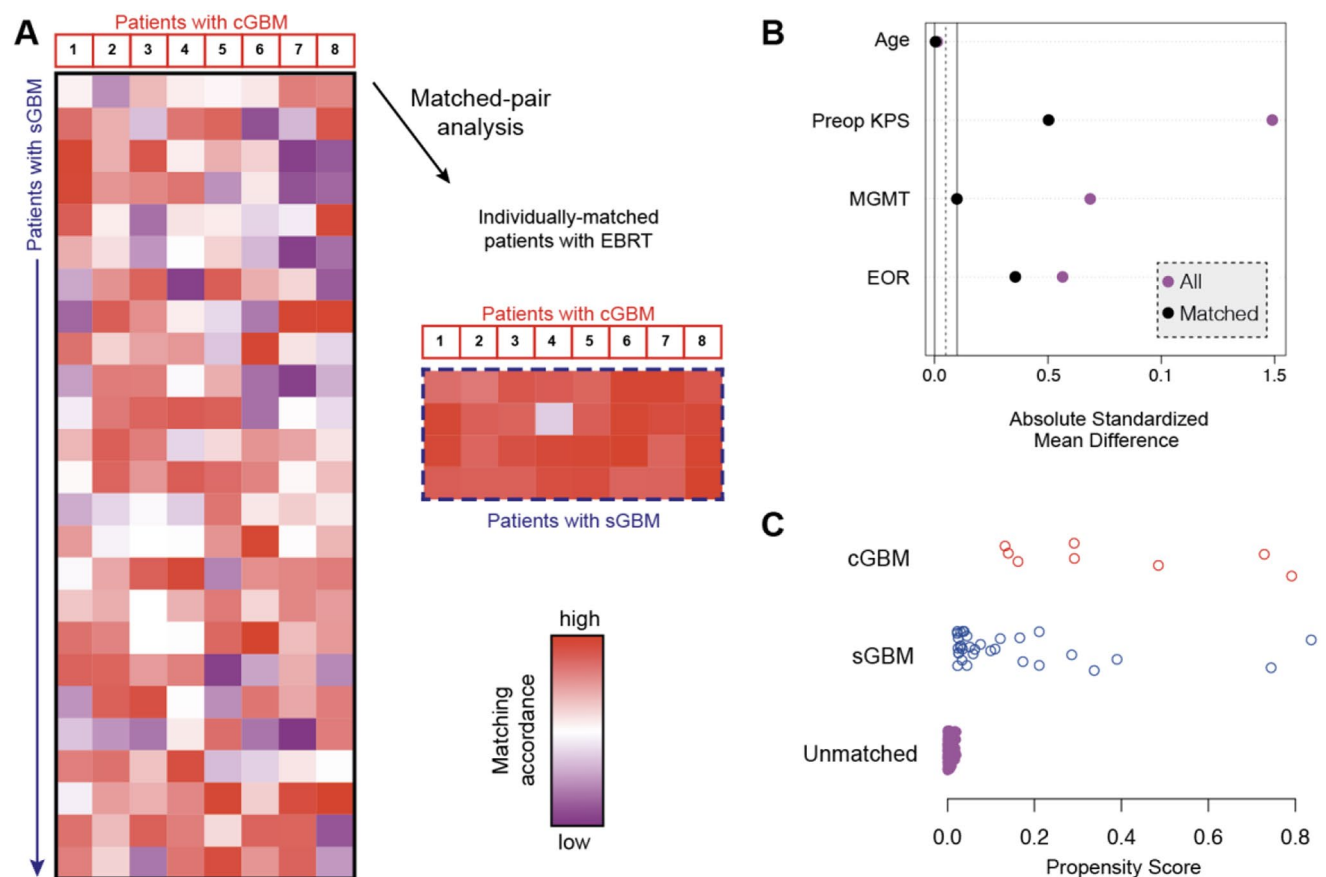 A
Patients with cGBM
1 2 3 4 5 6 7 8
Patients with sGBM
Matched-pair
analysis
Individually-matched
patients with EBRT
Patients with cGBM
1 2 3 4 5 6 7 8
Patients with sGBM
high
Matching
accordance
low
B
Age
Preop KPS
MGMT
EOR
All
Matched
0.0 0.5 0.1 1.5
Absolute Standardized
Mean Difference
C
cGBM
sGBM
Unmatched
0.0 0.2 0.4 0.6 0.8
Propensity Score